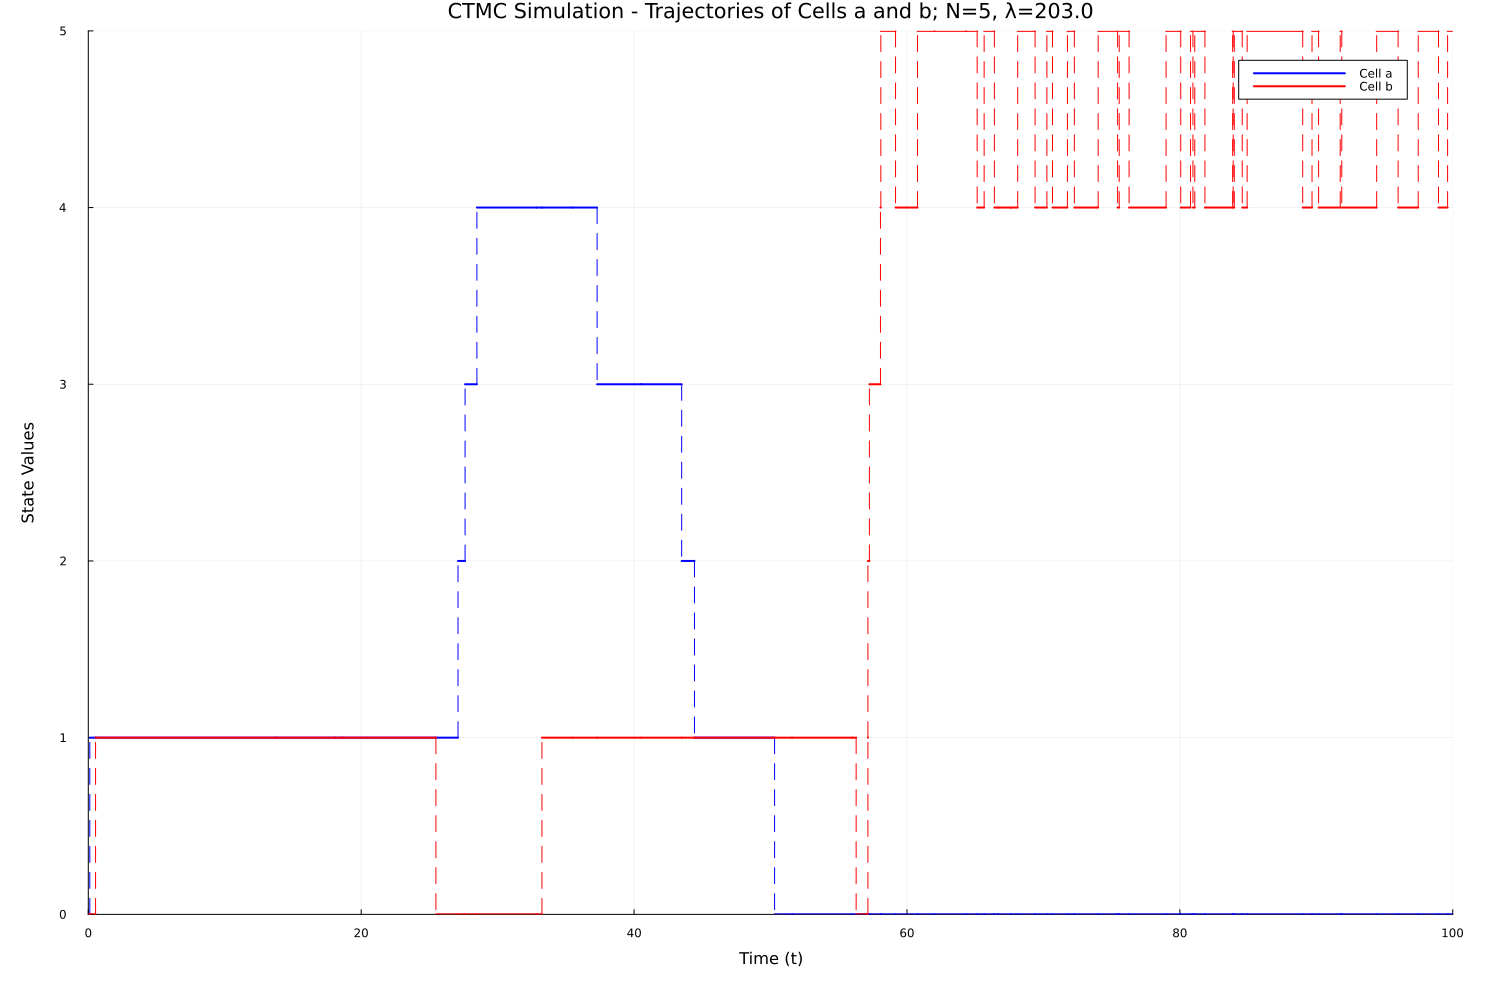 CTMC Simulation - Trajectories of Cells a and b; N=5, λ=203.0
5
Cell a
Cell b
4
3
State Values
2
1
0
0 20 40 60 80 100
Time (t)